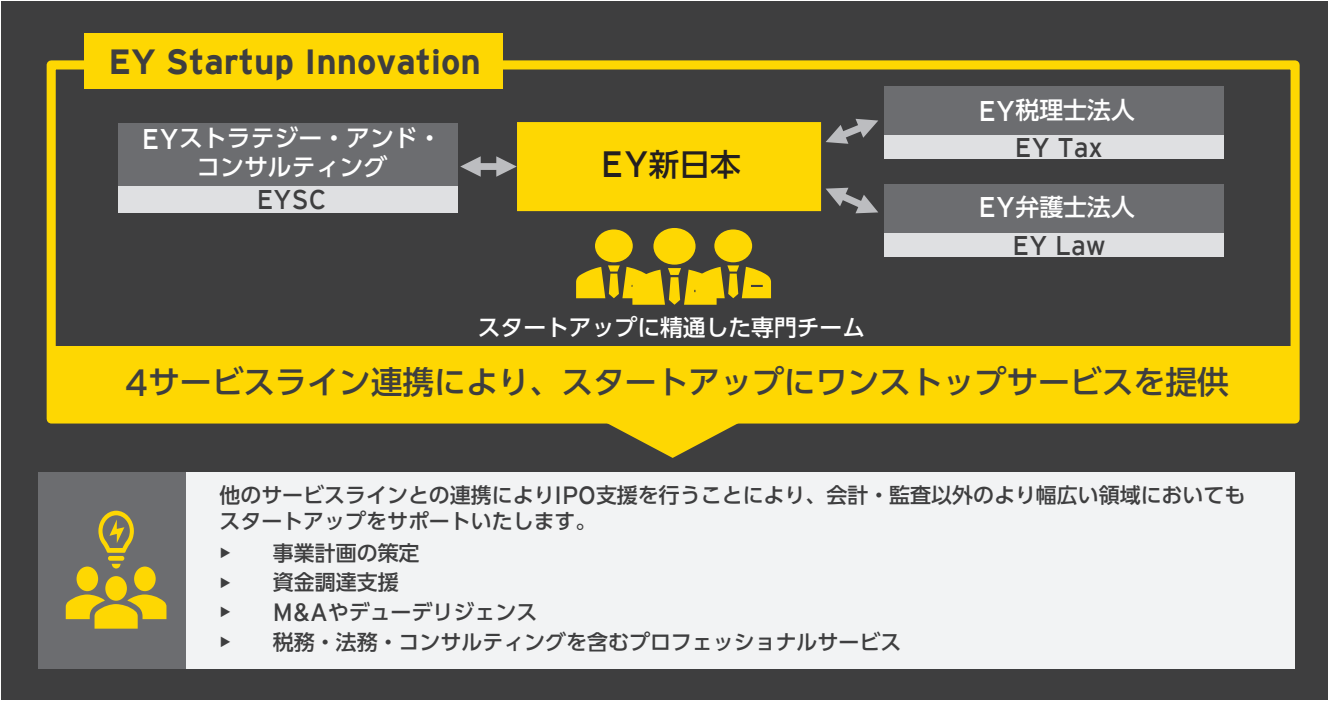 EY Startup Innovation
EYストラテジー・アンド・
コンサルティング
EYSC
EY新日本
EY税理士法人
EY Tax
EY弁護士法人
EY Law
スタートアップに精通した専門チーム
4サービスライン連携により、スタートアップにワンストップサービスを提供
他のサービスラインとの連携によりIPO支援を行うことにより、会計・監査以外のより幅広い領域においても
スタートアップをサポートいたします。
▶ 事業計画の策定
▶ 資金調達支援
▶ M&Aやデューデリジェンス
▶ 税務・法務・コンサルティングを含むプロフェッショナルサービス